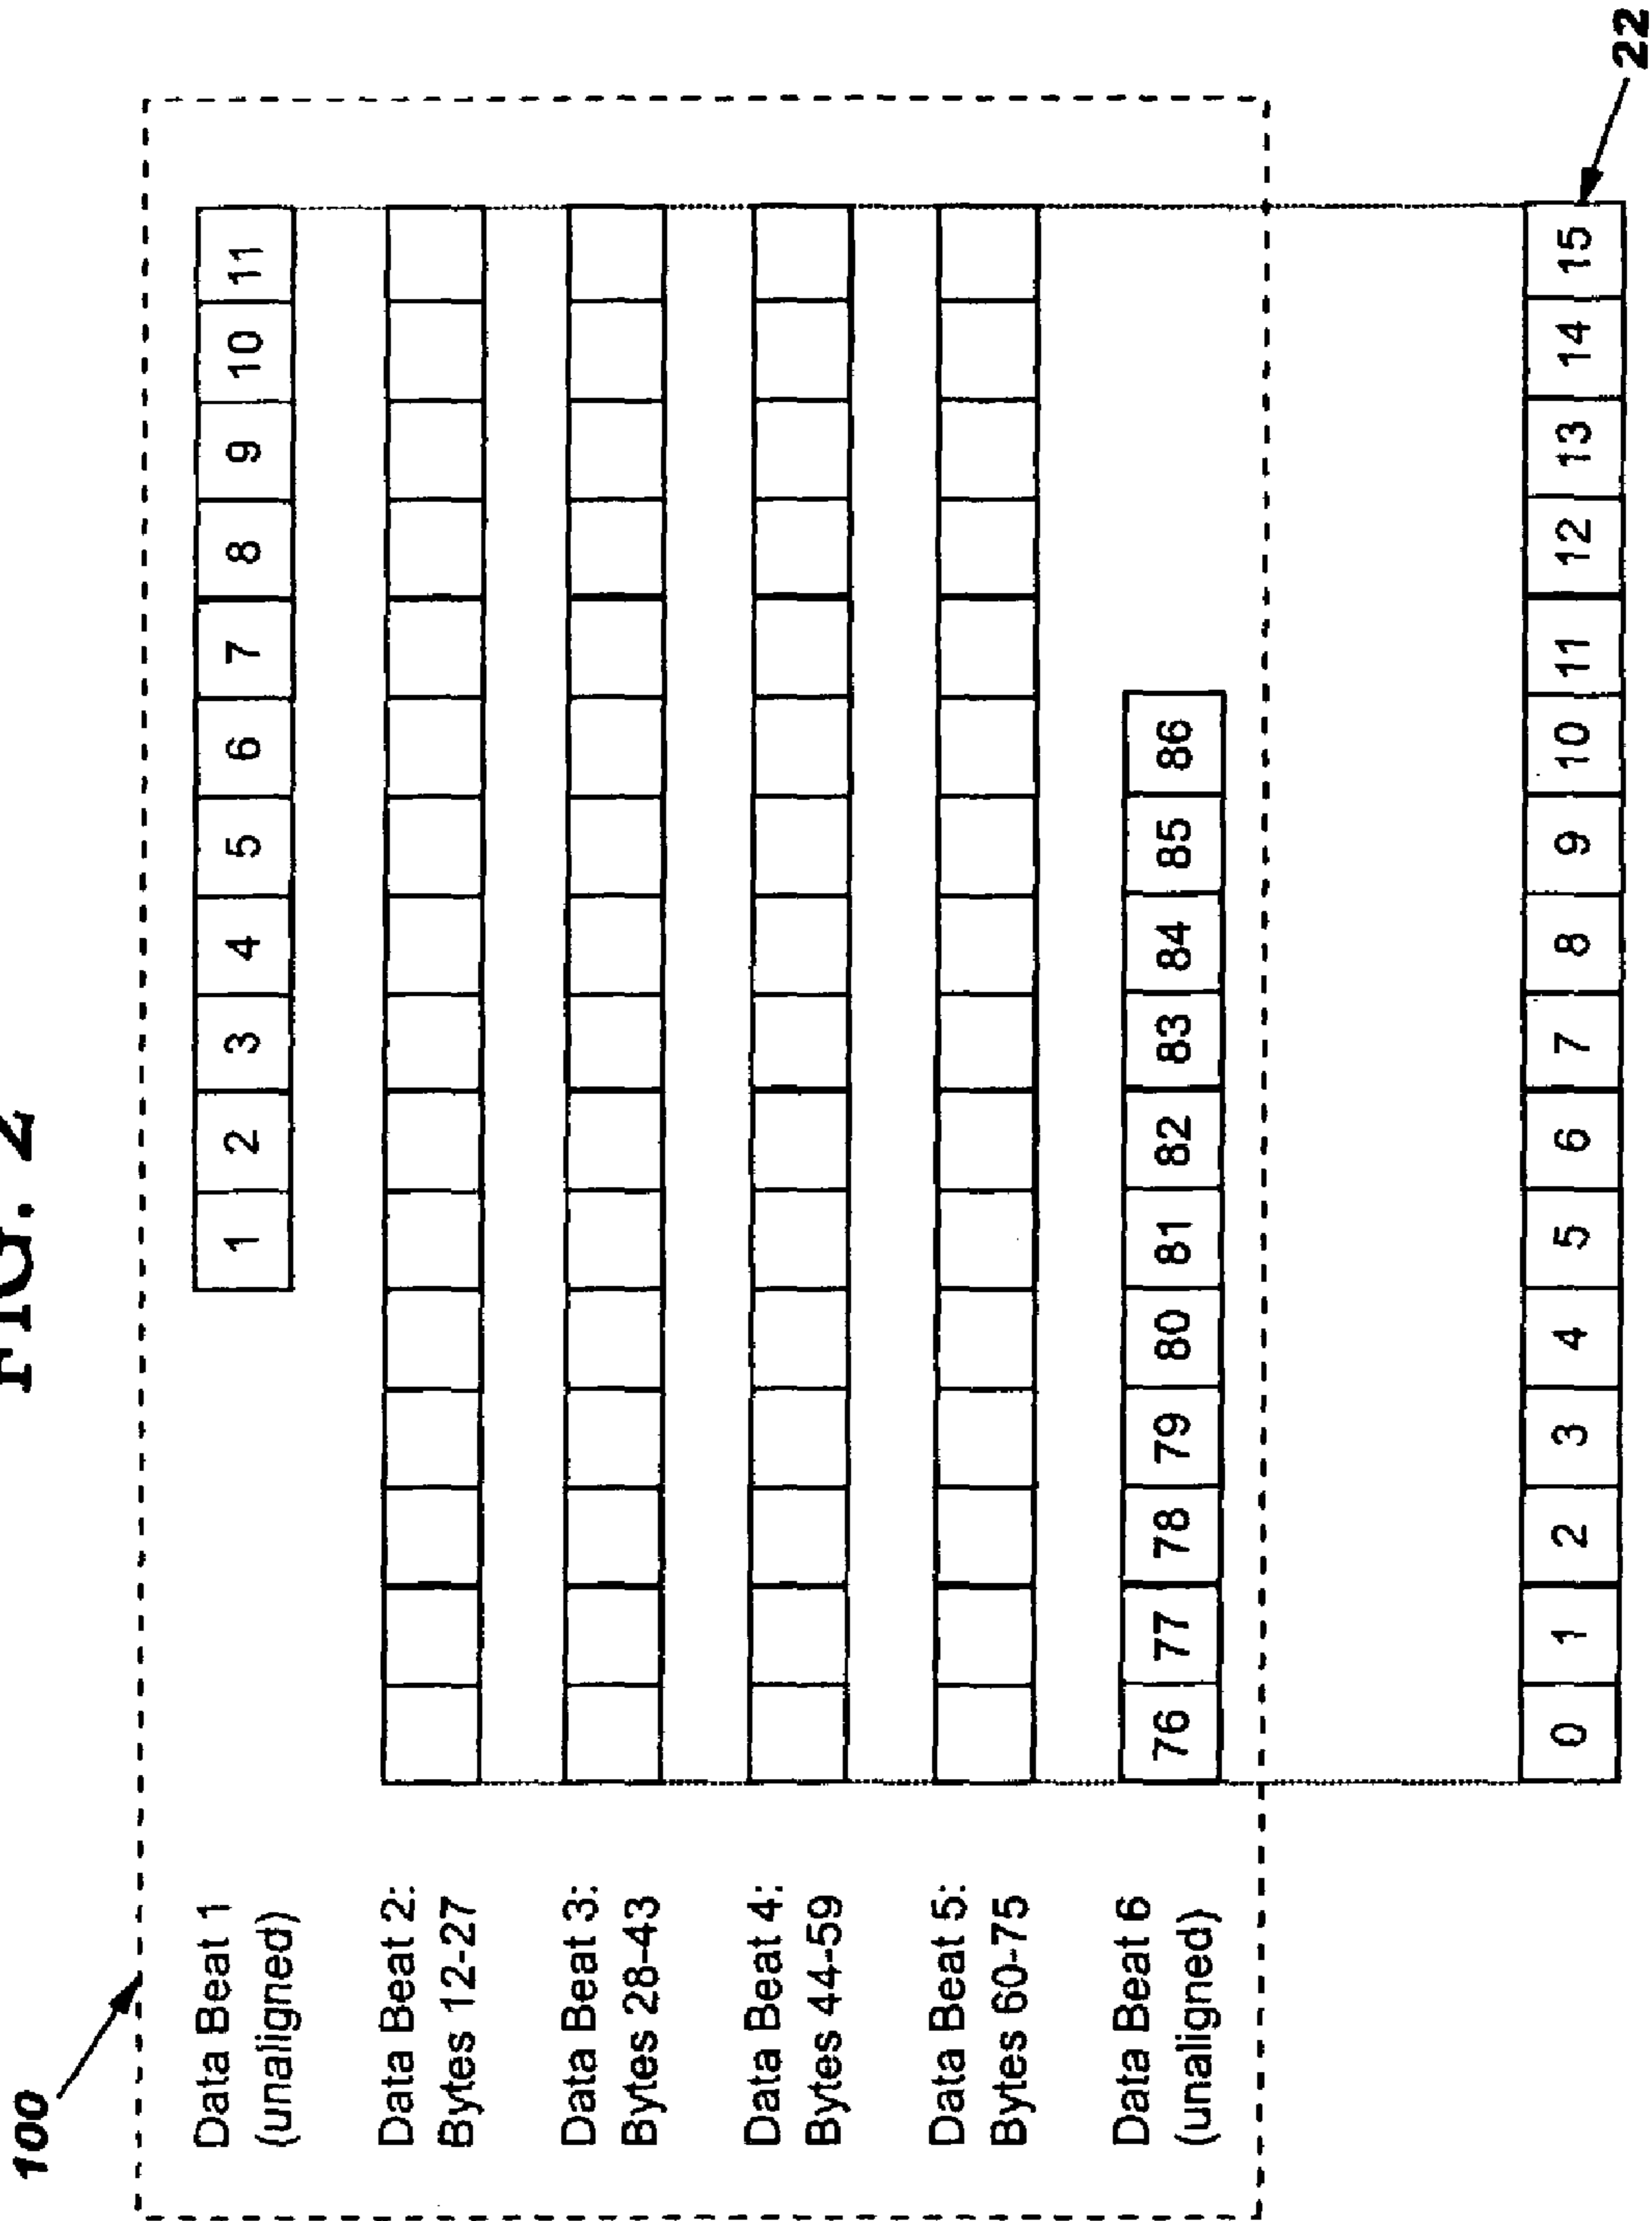 FIG. 2
100
Data Beat 1
(unaligned)
1 2 3 4 5 6 7 8 9 10 11
Data Beat 2:
Bytes 12-27
Data Beat 3:
Bytes 28-43
Data Beat 4:
Bytes 44-59
Data Beat 5:
Bytes 60-75
Data Beat 6
(unaligned)
76 77 78 79 80 81 82 83 84 85 86
0 1 2 3 4 5 6 7 8 9 10 11 12 13 14 15
22